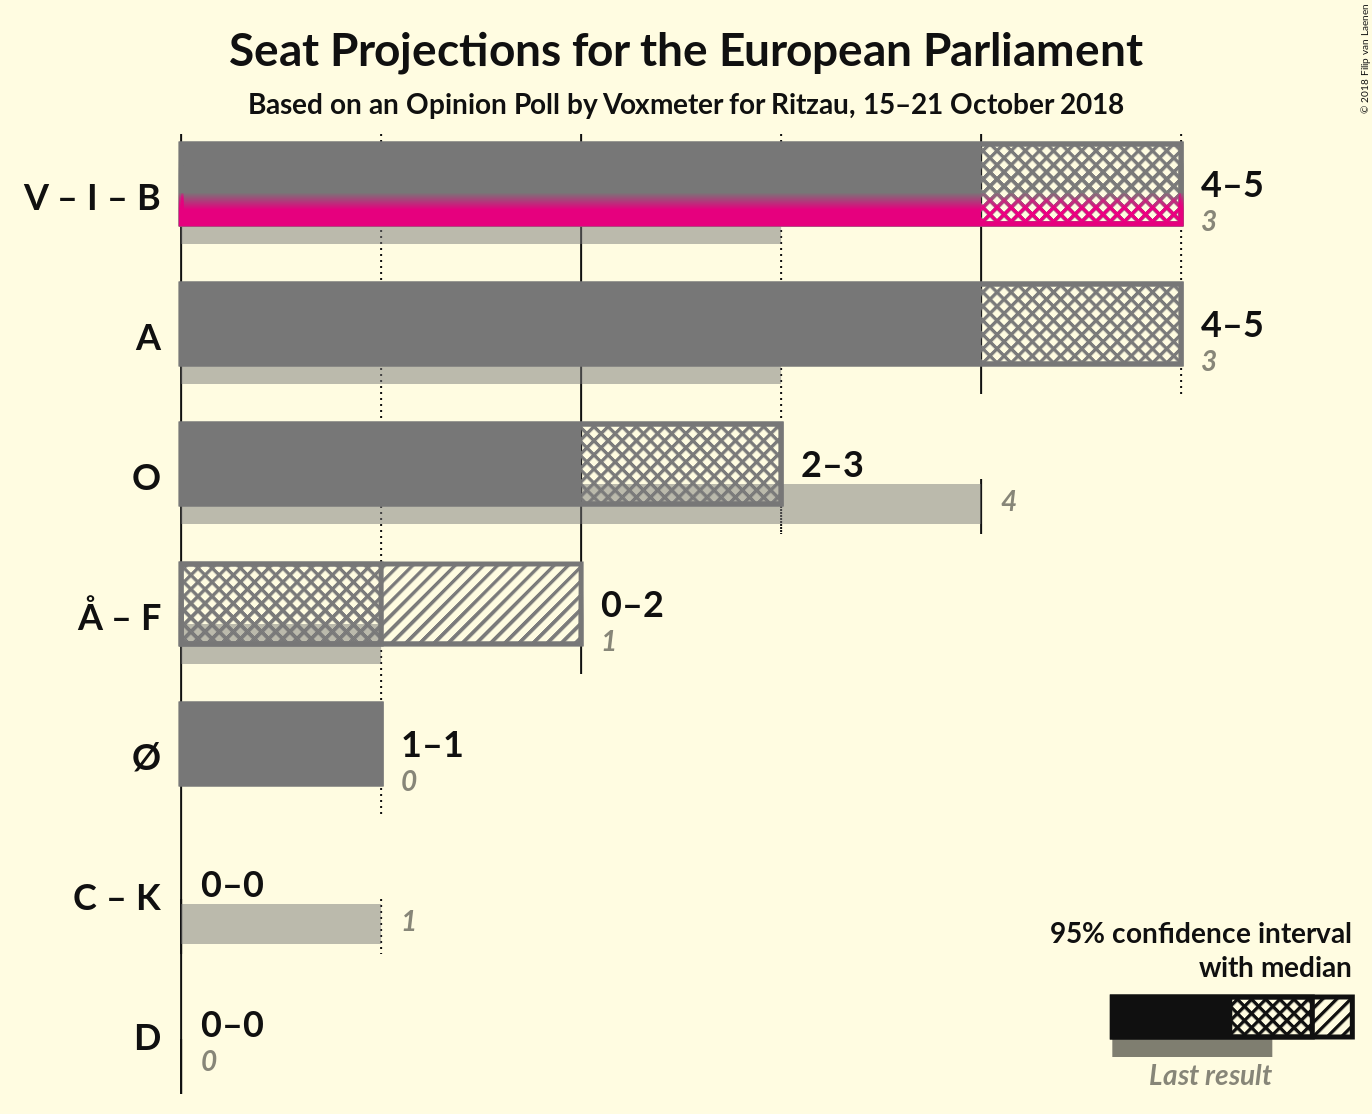 Seat Projections for the European Parliament
Based on an Opinion Poll by Voxmeter for Ritzau, 15–21 October 2018
© 2018 Filip van Laenen
V – I – B
4–5
3
A
4–5
3
O
2–3
4
Å – F
0–2
1
Ø
1–1
0
C – K
0–0
1
D
0–0
0
95% confidence interval
with median
Last result